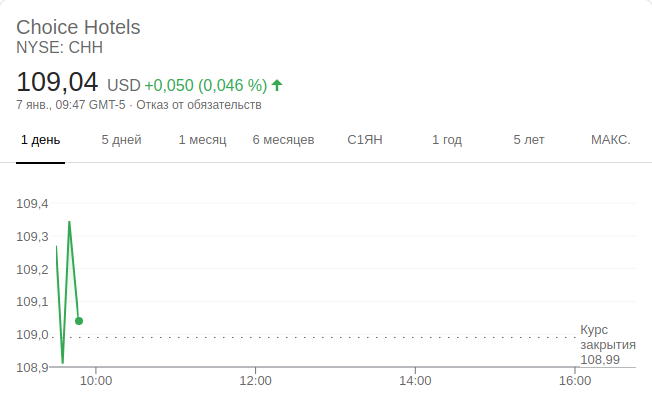 Choice Hotels
NYSE: CHH
109,04 USD +0,050 (0,046 %)
7 янв., 09:47 GMT-5 · Отказ от обязательств
1 день 5 дней 1 месяц 6 месяцев С1ЯН 1 год 5 лет МАКС.
109,4
109,3
109,2
109,1
109,0
108,9
Курс
закрытия
108,99
10:00 12:00 14:00 16:00